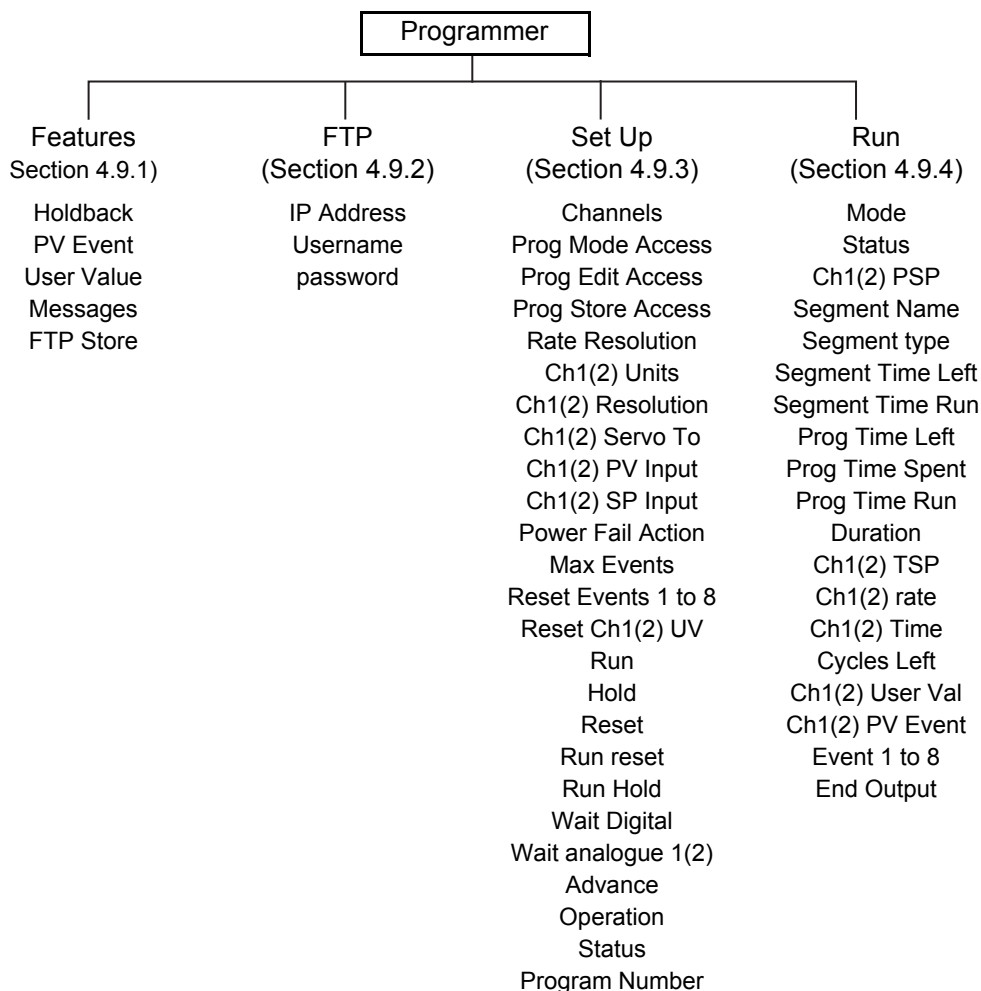 Programmer
Features
Section 4.9.1)
Holdback
PV Event
User Value
Messages
FTP Store
FTP
(Section 4.9.2)
IP Address
Username
password
Set Up
(Section 4.9.3)
Channels
Prog Mode Access
Prog Edit Access
Prog Store Access
Rate Resolution
Ch1(2) Units
Ch1(2) Resolution
Ch1(2) Servo To
Ch1(2) PV Input
Ch1(2) SP Input
Power Fail Action
Max Events
Reset Events 1 to 8
Reset Ch1(2) UV
Run
Hold
Reset
Run reset
Run Hold
Wait Digital
Wait analogue 1(2)
Advance
Operation
Status
Program Number
Run
(Section 4.9.4)
Mode
Status
Ch1(2) PSP
Segment Name
Segment type
Segment Time Left
Segment Time Run
Prog Time Left
Prog Time Spent
Prog Time Run
Duration
Ch1(2) TSP
Ch1(2) rate
Ch1(2) Time
Cycles Left
Ch1(2) User Val
Ch1(2) PV Event
Event 1 to 8
End Output